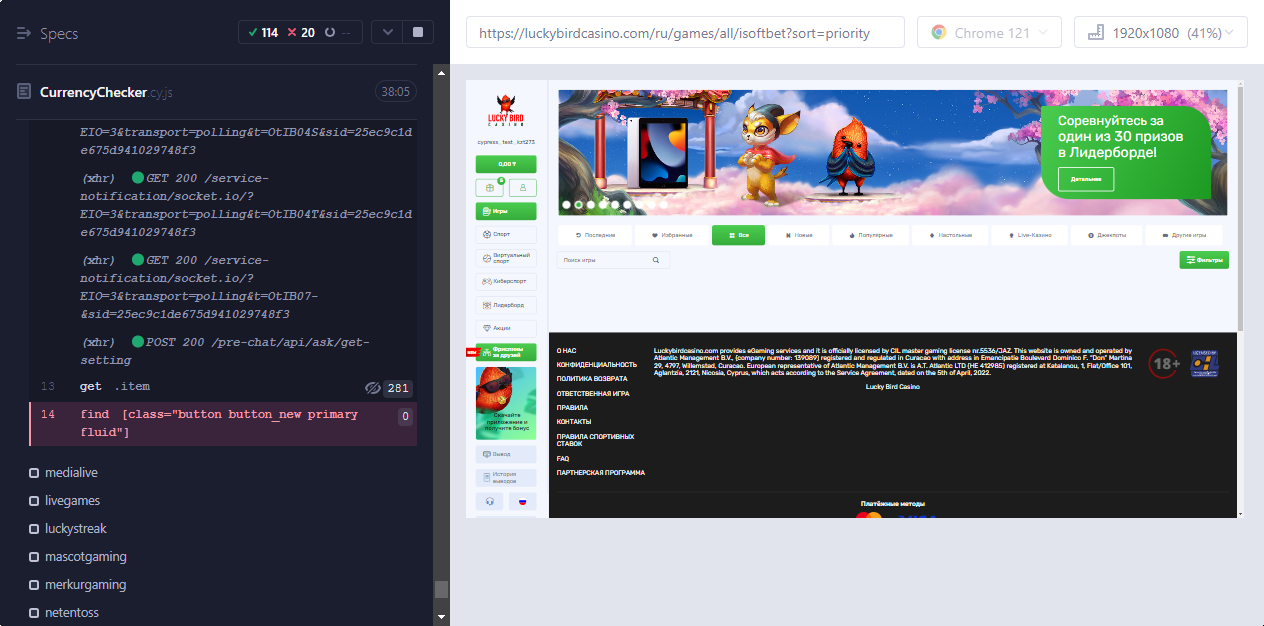 Specs
114
20
--
https://luckybirdcasino.com/ru/games/all/isoftbet?sort=priority
Chrome 121
1920x1080 (41%)
CurrencyChecker.cy.js
38:05
EIO=3&transport=polling&t=OtIB04S&sid=25ec9c1d
e675d941029748f3
(xhr) GET 200 /service-
notification/socket.io/?
EIO=3&transport=polling&t=OtIB04T&sid=25ec9c1d
e675d941029748f3
(xhr) GET 200 /service-
notification/socket.io/?
EIO=3&transport=polling&t=OtIB07-
&sid=25ec9c1de675d941029748f3
(xhr) POST 200 /pre-chat/api/ask/get-
setting
13 get .item 281
14 find [class="button button_new primary
fluid"] 0
medialive
livegames
luckystreak
mascotgaming
merkurgaming
netentoss
LUCKY BIRD
CASINO
cypress_test_kzt273
0,00 ₸
Игры
Спорт
Виртуальный
спорт
Киберспорт
Лидерборд
Акции
NEW
Фриспины
за друзей
Скачайте
приложение и
получите бонус
Вывод
История
выводов
Соревнуйтесь за
один из 30 призов
в Лидерборде!
Детальнее
Последние
Избранные
Все
Новые
Популярные
Настольные
Live-Казино
Джекпоты
Другие игры
Поиск игры
Фильтры
О НАС
КОНФИДЕНЦИАЛЬНОСТЬ
ПОЛИТИКА ВОЗВРАТА
ОТВЕТСТВЕННАЯ ИГРА
ПРАВИЛА
КОНТАКТЫ
ПРАВИЛА СПОРТИВНЫХ
СТАВОК
FAQ
ПАРТНЕРСКАЯ ПРОГРАММА
Luckybirdcasino.com provides eGaming services and it is officially licensed by CIL master gaming license nr.5536/JAZ. This website is owned and operated by
Atlantic Management B.V., (company number: 139089) registered and regulated in Curacao with address in Emancipatie Boulevard Dominico F. "Don" Martina
29, 4797, Willemstad, Curacao. European representative of Atlantic Management B.V. is A.T. Atlantic LTD (HE 412985) registered at Katalanou, 1, Flat/Office 101,
Aglantzia, 2121, Nicosia, Cyprus, which acts according to the Service Agreement, dated on the 5th of April, 2022.
Lucky Bird Casino
18+
Платёжные методы